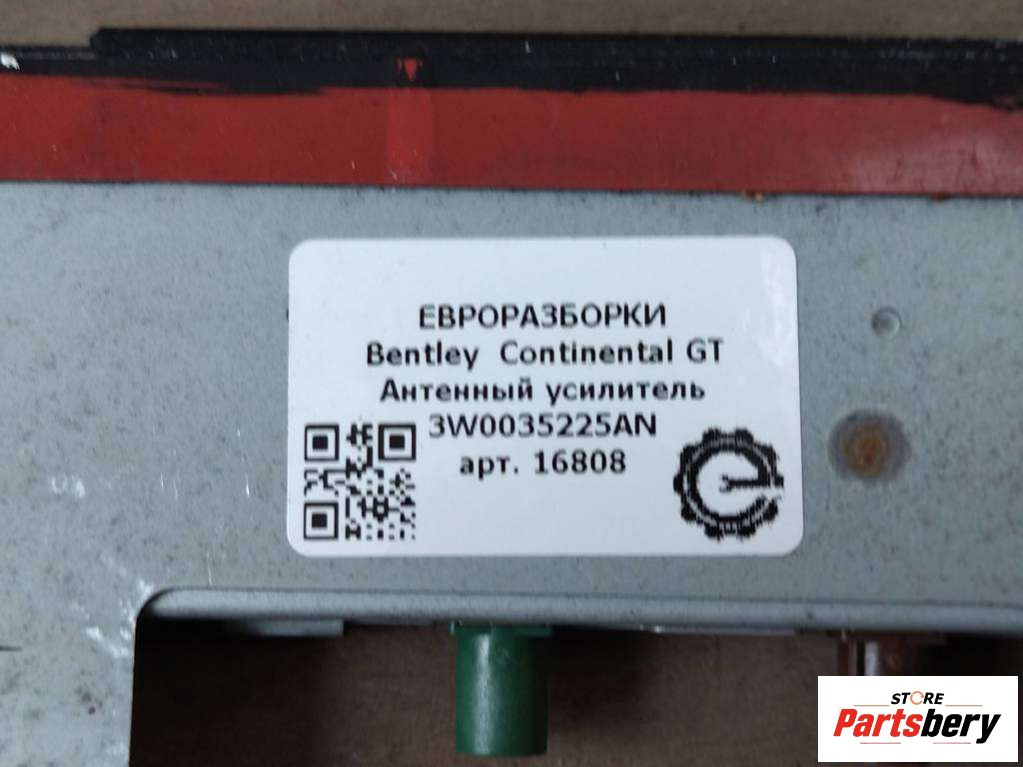 ЕВРОРАЗБОРКИ
Bentley Continental GT
Антенный усилитель
3W0035225AN
арт. 16808
STORE
Partsbery